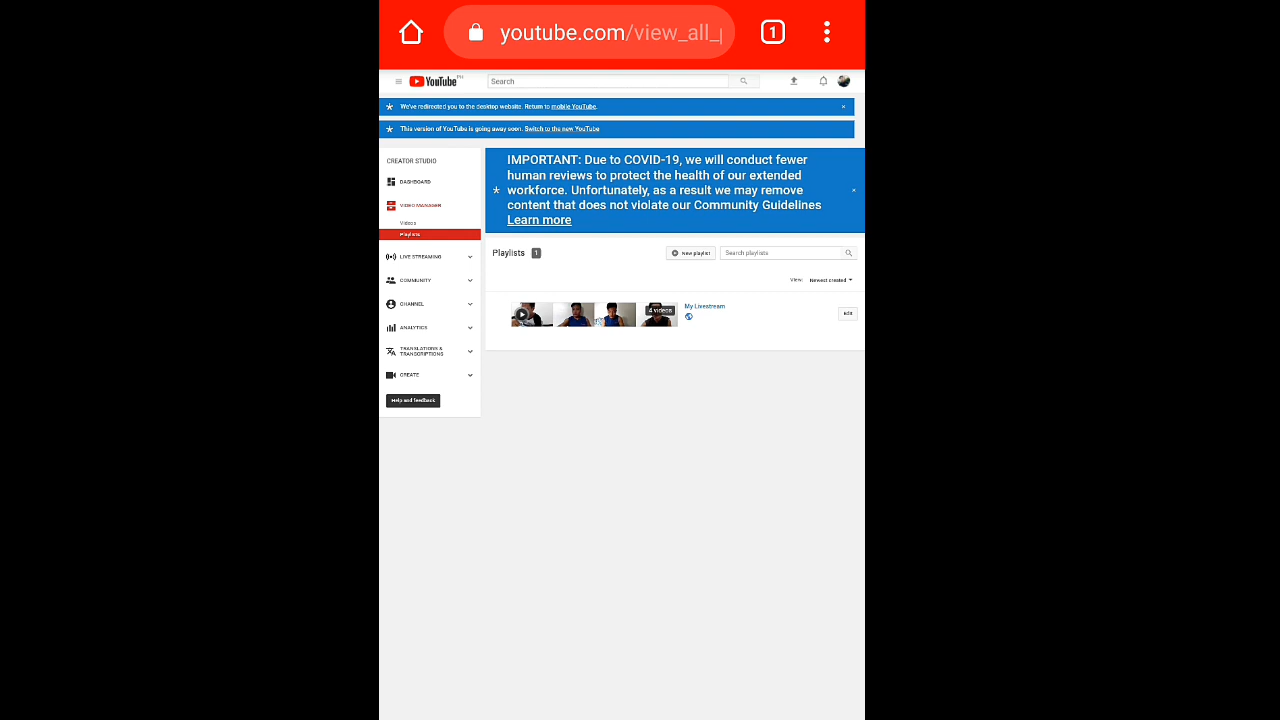 youtube.com/view_all_p
1
YouTube
Search
We've redirected you to the desktop website. Return to mobile YouTube.
This version of YouTube is going away soon. Switch to the new YouTube
CREATOR STUDIO
DASHBOARD
VIDEO MANAGER
Videos
Playlists
LIVE STREAMING
COMMUNITY
CHANNEL
ANALYTICS
TRANSLATIONS &
TRANSCRIPTIONS
CREATE
Help and feedback
IMPORTANT: Due to COVID-19, we will conduct fewer
human reviews to protect the health of our extended
workforce. Unfortunately, as a result we may remove
content that does not violate our Community Guidelines
Learn more
Playlists 1
New playlist
Search playlists
View: Newest created
4 videos
My Livestream
Edit